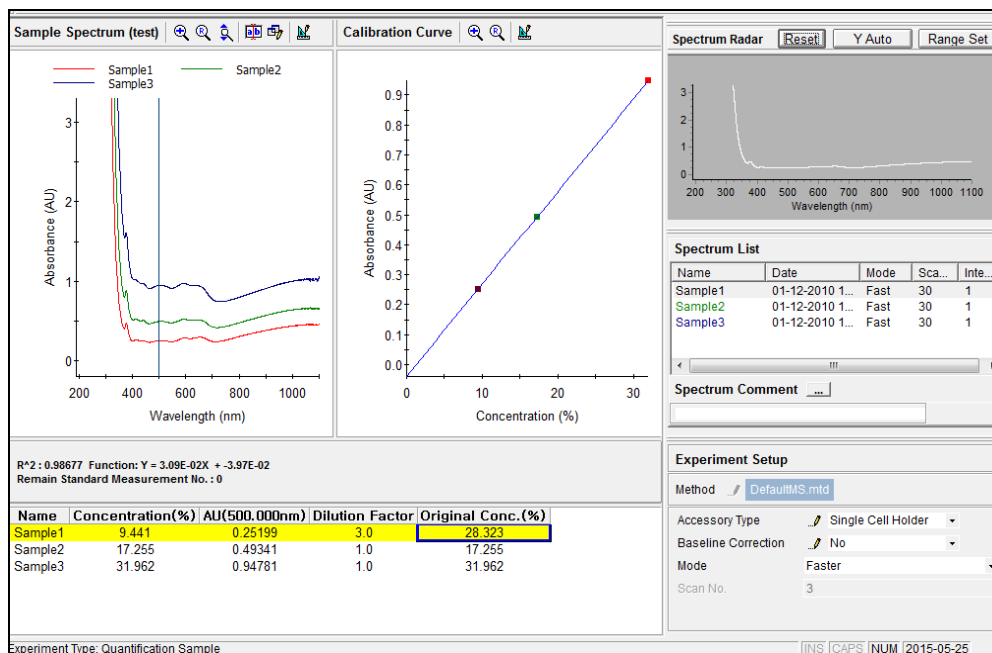 Sample Spectrum (test)
Sample1 Sample2
Sample3
3
2
1
0
Absorbance (AU)
200 400 600 800 1000
Wavelength (nm)
Calibration Curve
0.9
0.8
0.7
0.6
0.5
0.4
0.3
0.2
0.1
0.0
Absorbance (AU)
0 10 20 30
Concentration (%)
Spectrum Radar Reset Y Auto Range Set
3
2
1
0
200 300 400 500 600 700 800 900 1000 1100
Wavelength (nm)
Spectrum List
Name Date Mode Sca... Inte...
Sample1 01-12-2010 1... Fast 30 1
Sample2 01-12-2010 1... Fast 30 1
Sample3 01-12-2010 1... Fast 30 1
Spectrum Comment ...
R^2 : 0.98677 Function: Y = 3.09E-02X + -3.97E-02
Remain Standard Measurement No. : 0
Name Concentration(%) AU(500.000nm) Dilution Factor Original Conc.(%)
Sample1 9.441 0.25199 3.0 28.323
Sample2 17.255 0.49341 1.0 17.255
Sample3 31.962 0.94781 1.0 31.962
Experiment Setup
Method DefaultMS.mtd
Accessory Type Single Cell Holder
Baseline Correction No
Mode Faster
Scan No. 3
Experiment Type: Quantification Sample INS CAPS NUM 2015-05-25